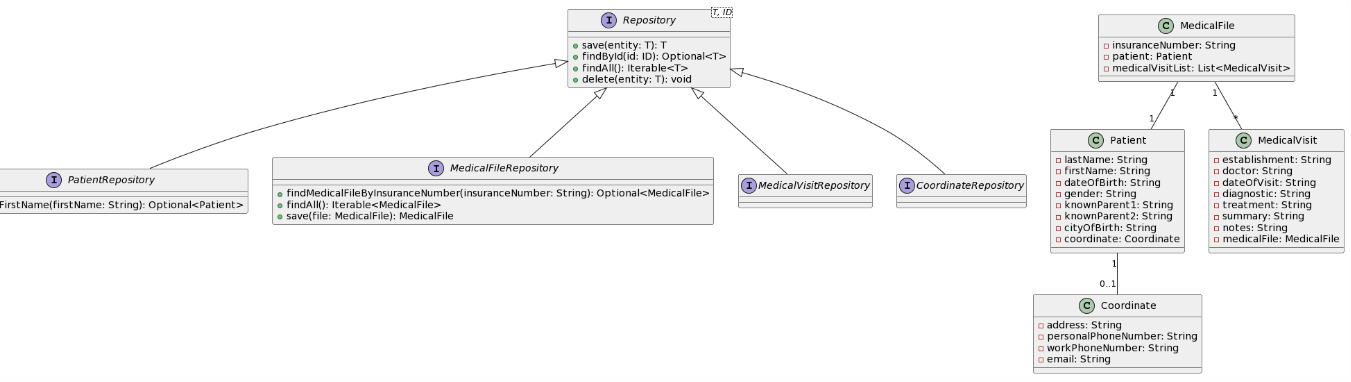 T, ID
I Repository
save(entity: T): T
findById(id: ID): Optional<T>
findAll(): Iterable<T>
delete(entity: T): void
I PatientRepository
FirstName(firstName: String): Optional<Patient>
I MedicalFileRepository
findMedicalFileByInsuranceNumber(insuranceNumber: String): Optional<MedicalFile>
findAll(): Iterable<MedicalFile>
save(file: MedicalFile): MedicalFile
I MedicalVisitRepository
I CoordinateRepository
C MedicalFile
insuranceNumber: String
patient: Patient
medicalVisitList: List<MedicalVisit>
1
1
1
*
C Patient
lastName: String
firstName: String
dateOfBirth: String
gender: String
knownParent1: String
knownParent2: String
cityOfBirth: String
coordinate: Coordinate
C MedicalVisit
establishment: String
doctor: String
dateOfVisit: String
diagnostic: String
treatment: String
summary: String
notes: String
medicalFile: MedicalFile
1
0..1
C Coordinate
address: String
personalPhoneNumber: String
workPhoneNumber: String
email: String